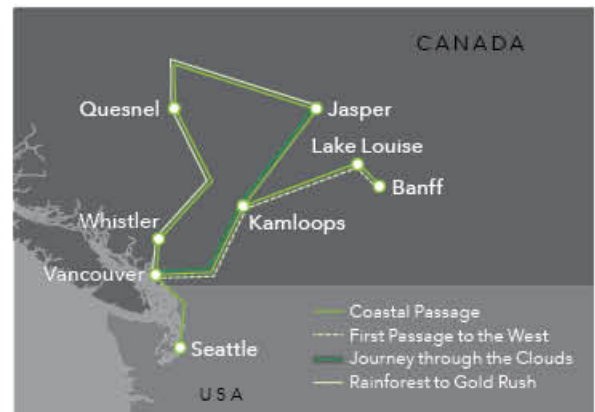 CANADA
Quesnel
Jasper
Lake Louise
Banff
Kamloops
Whistler
Vancouver
Coastal Passage
First Passage to the West
Seattle
Journey through the Clouds
Rainforest to Gold Rush
USA